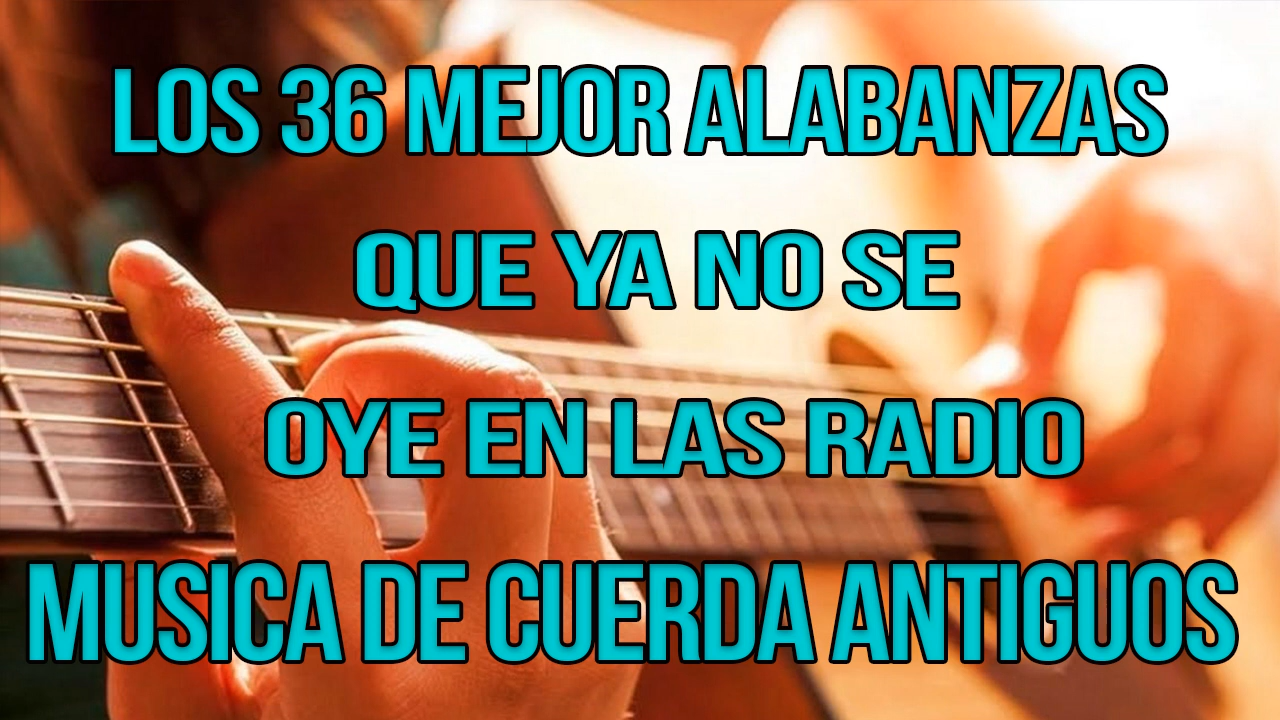 LOS 36 MEJOR ALABANZAS
QUE YA NO SE
OYE EN LAS RADIO
MUSICA DE CUERDA ANTIGUOS